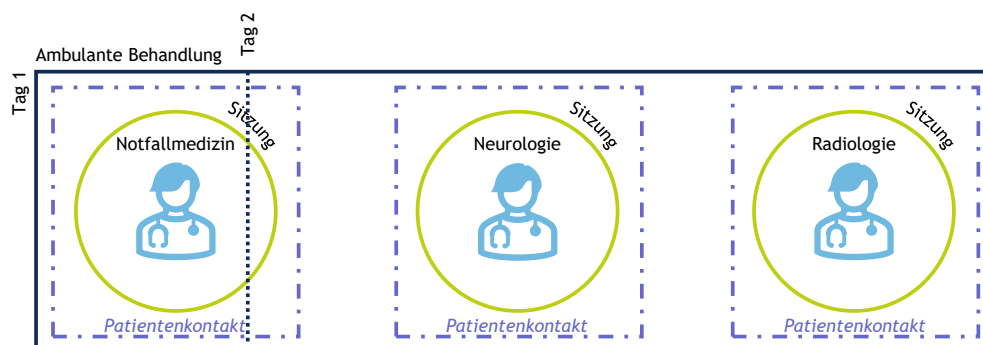 Tag 1
Ambulante Behandlung
Tag 2
Sitzung
Notfallmedizin
Patientenkontakt
Sitzung
Neurologie
Patientenkontakt
Sitzung
Radiologie
Patientenkontakt